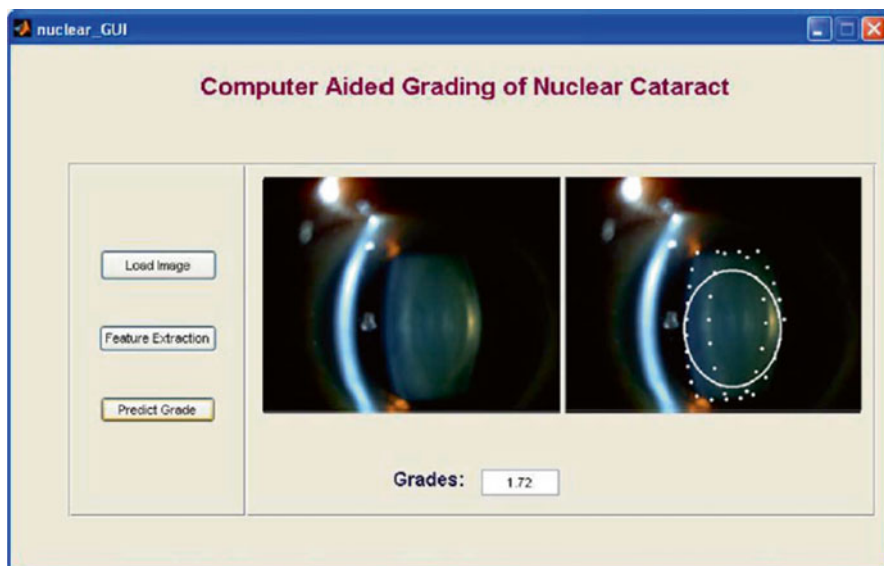 nuclear_GUI
Computer Aided Grading of Nuclear Cataract
Load Image
Feature Extraction
Predict Grade
Grades: 1.72